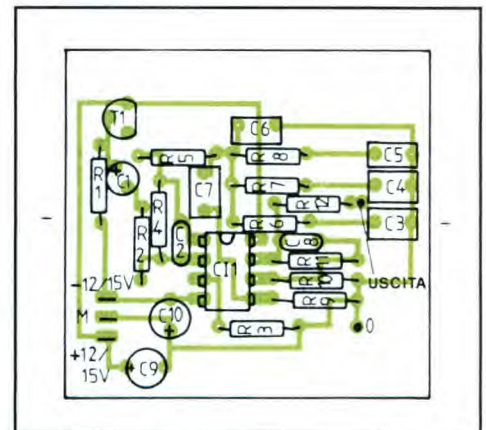 T1
C6
R5
R8
C5
R1
C1
C7
R7
C4
R12
R4
R6
C3
R2
C2
C8
CI1
R11
USCITA
-12/15V
R10
R9
M
C10
R3
0
+12/
15V
C9